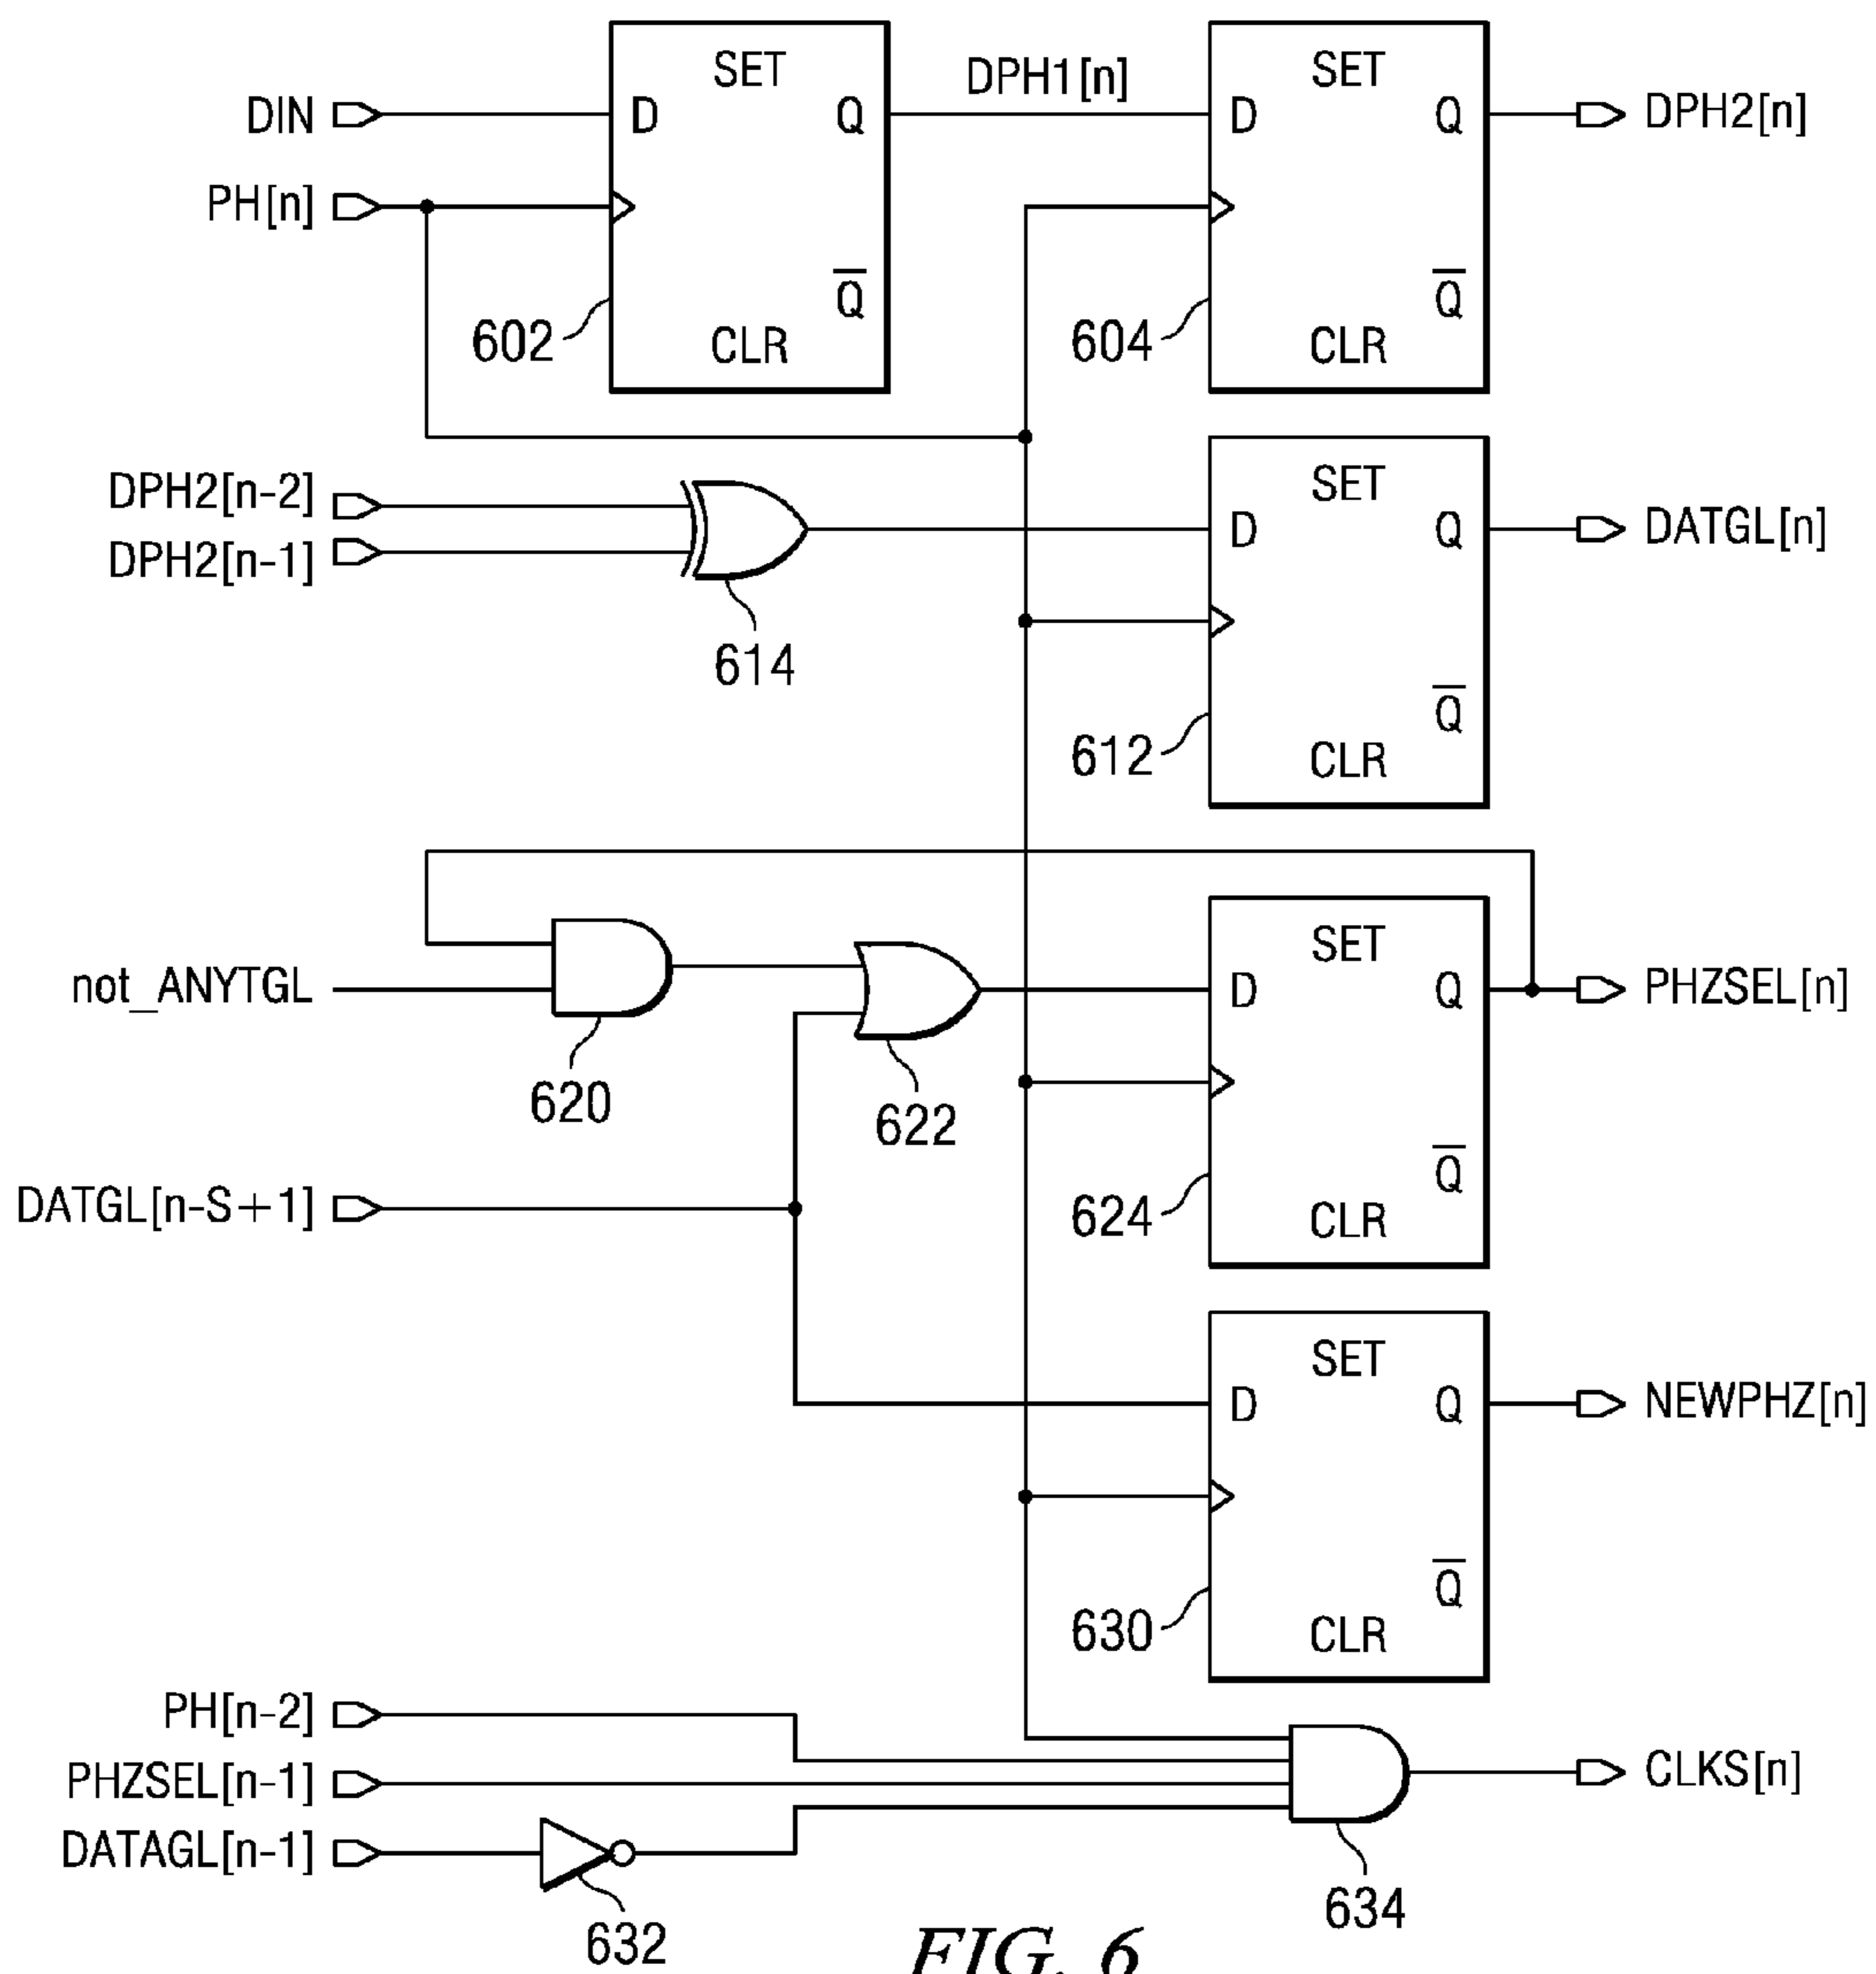 SET
SET
DPH1[n]
DIN
D
Q
D
Q
DPH2[n]
PH[n]
Q
Q
602
CLR
604
CLR
DPH2[n-2]
DPH2[n-1]
SET
D
Q
DATGL[n]
614
612
Q
CLR
SET
not_ANYTGL
D
Q
PHZSEL[n]
620
622
Q
DATGL[n-S+1]
624
CLR
SET
D
Q
NEWPHZ[n]
Q
630
CLR
PH[n-2]
PHZSEL[n-1]
CLKS[n]
DATAGL[n-1]
632
634
FIG. 6